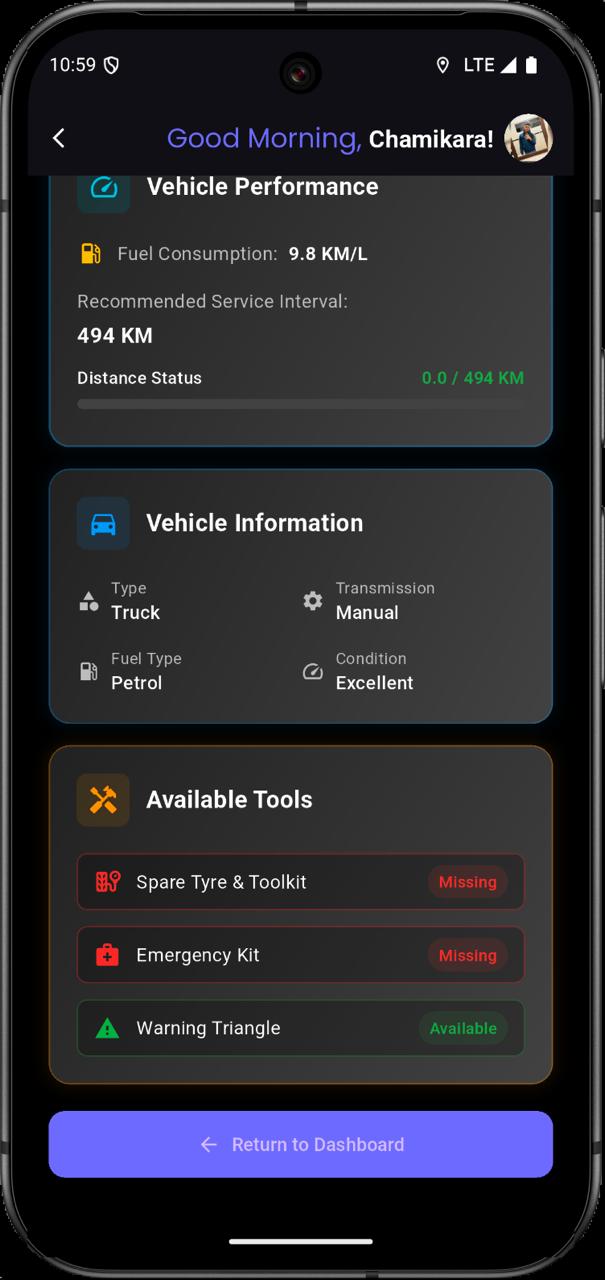 10:59 LTE
Good Morning, Chamikara!
Vehicle Performance
Fuel Consumption: 9.8 KM/L
Recommended Service Interval:
494 KM
Distance Status 0.0 / 494 KM
Vehicle Information
Type Transmission
Truck Manual
Fuel Type Condition
Petrol Excellent
Available Tools
Spare Tyre & Toolkit Missing
Emergency Kit Missing
Warning Triangle Available
Return to Dashboard